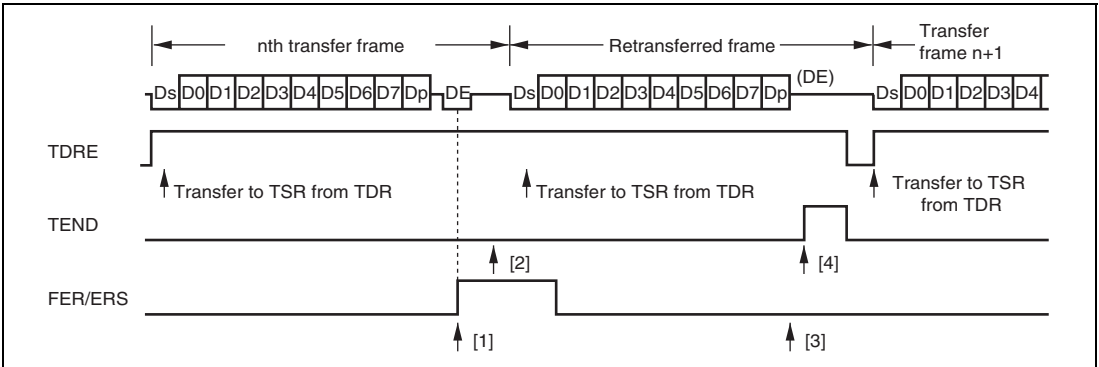 nth transfer frame
Retransferred frame
Transfer
frame n+1
Ds D0 D1 D2 D3 D4 D5 D6 D7 Dp DE
Ds D0 D1 D2 D3 D4 D5 D6 D7 Dp
(DE)
Ds D0 D1 D2 D3 D4
TDRE
Transfer to TSR from TDR
Transfer to TSR from TDR
Transfer to TSR
from TDR
TEND
[2]
[4]
FER/ERS
[1]
[3]